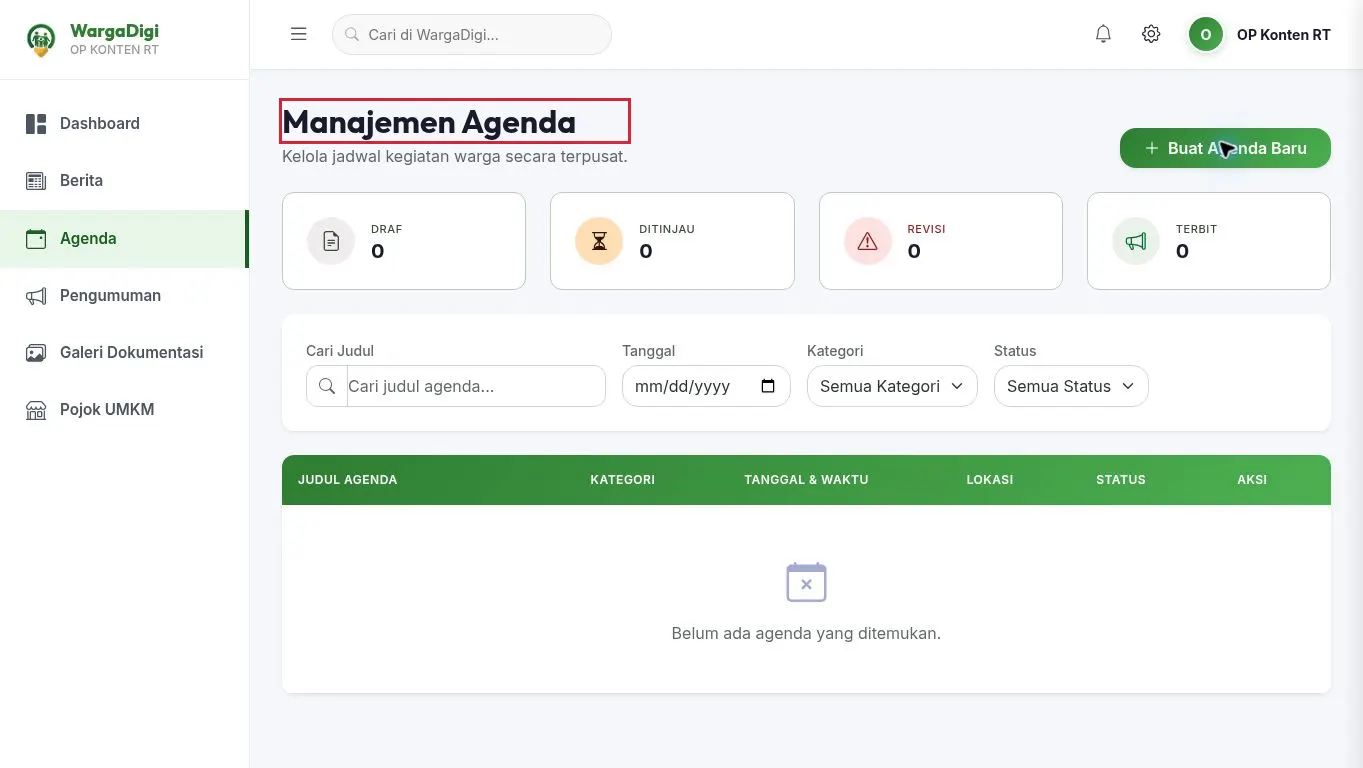 WargaDigi
OP KONTEN RT
Cari di WargaDigi...
O
OP Konten RT
Dashboard
Berita
Agenda
Pengumuman
Galeri Dokumentasi
Pojok UMKM
Manajemen Agenda
Kelola jadwal kegiatan warga secara terpusat.
Buat Agenda Baru
DRAF
0
DITINJAU
0
REVISI
0
TERBIT
0
Cari Judul
Tanggal
Kategori
Status
Cari judul agenda...
mm/dd/yyyy
Semua Kategori
Semua Status
JUDUL AGENDA KATEGORI TANGGAL & WAKTU LOKASI STATUS AKSI
Belum ada agenda yang ditemukan.